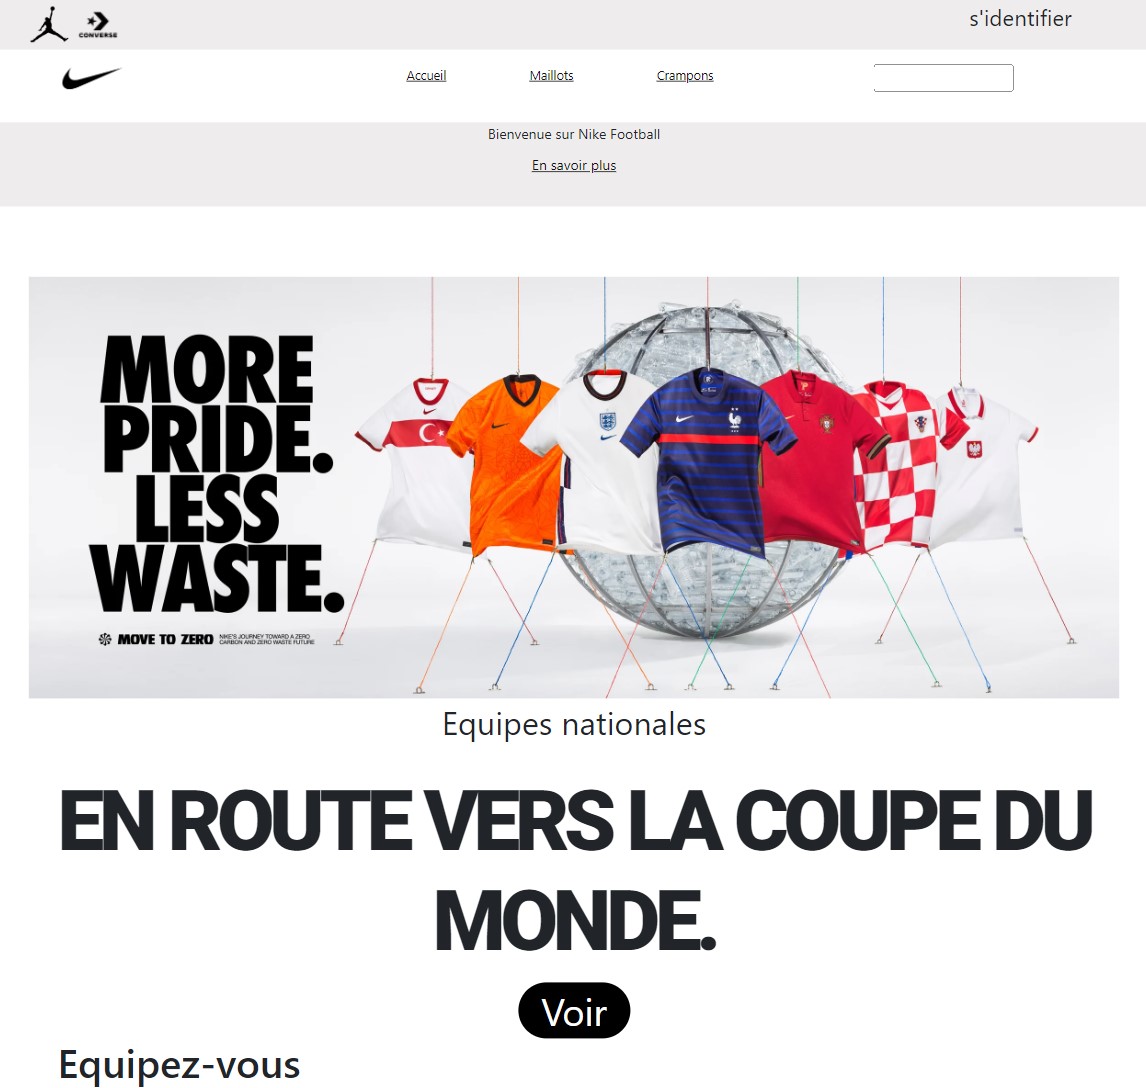 s'identifier
CONVERSE
Accueil Maillots Crampons
Bienvenue sur Nike Football
En savoir plus
MORE
PRIDE.
LESS
WASTE.
MOVE TO ZERO
NIKE'S JOURNEY TOWARD A ZERO
CARBON AND ZERO WASTE FUTURE
Equipes nationales
EN ROUTE VERS LA COUPE DU
MONDE.
Voir
Equipez-vous